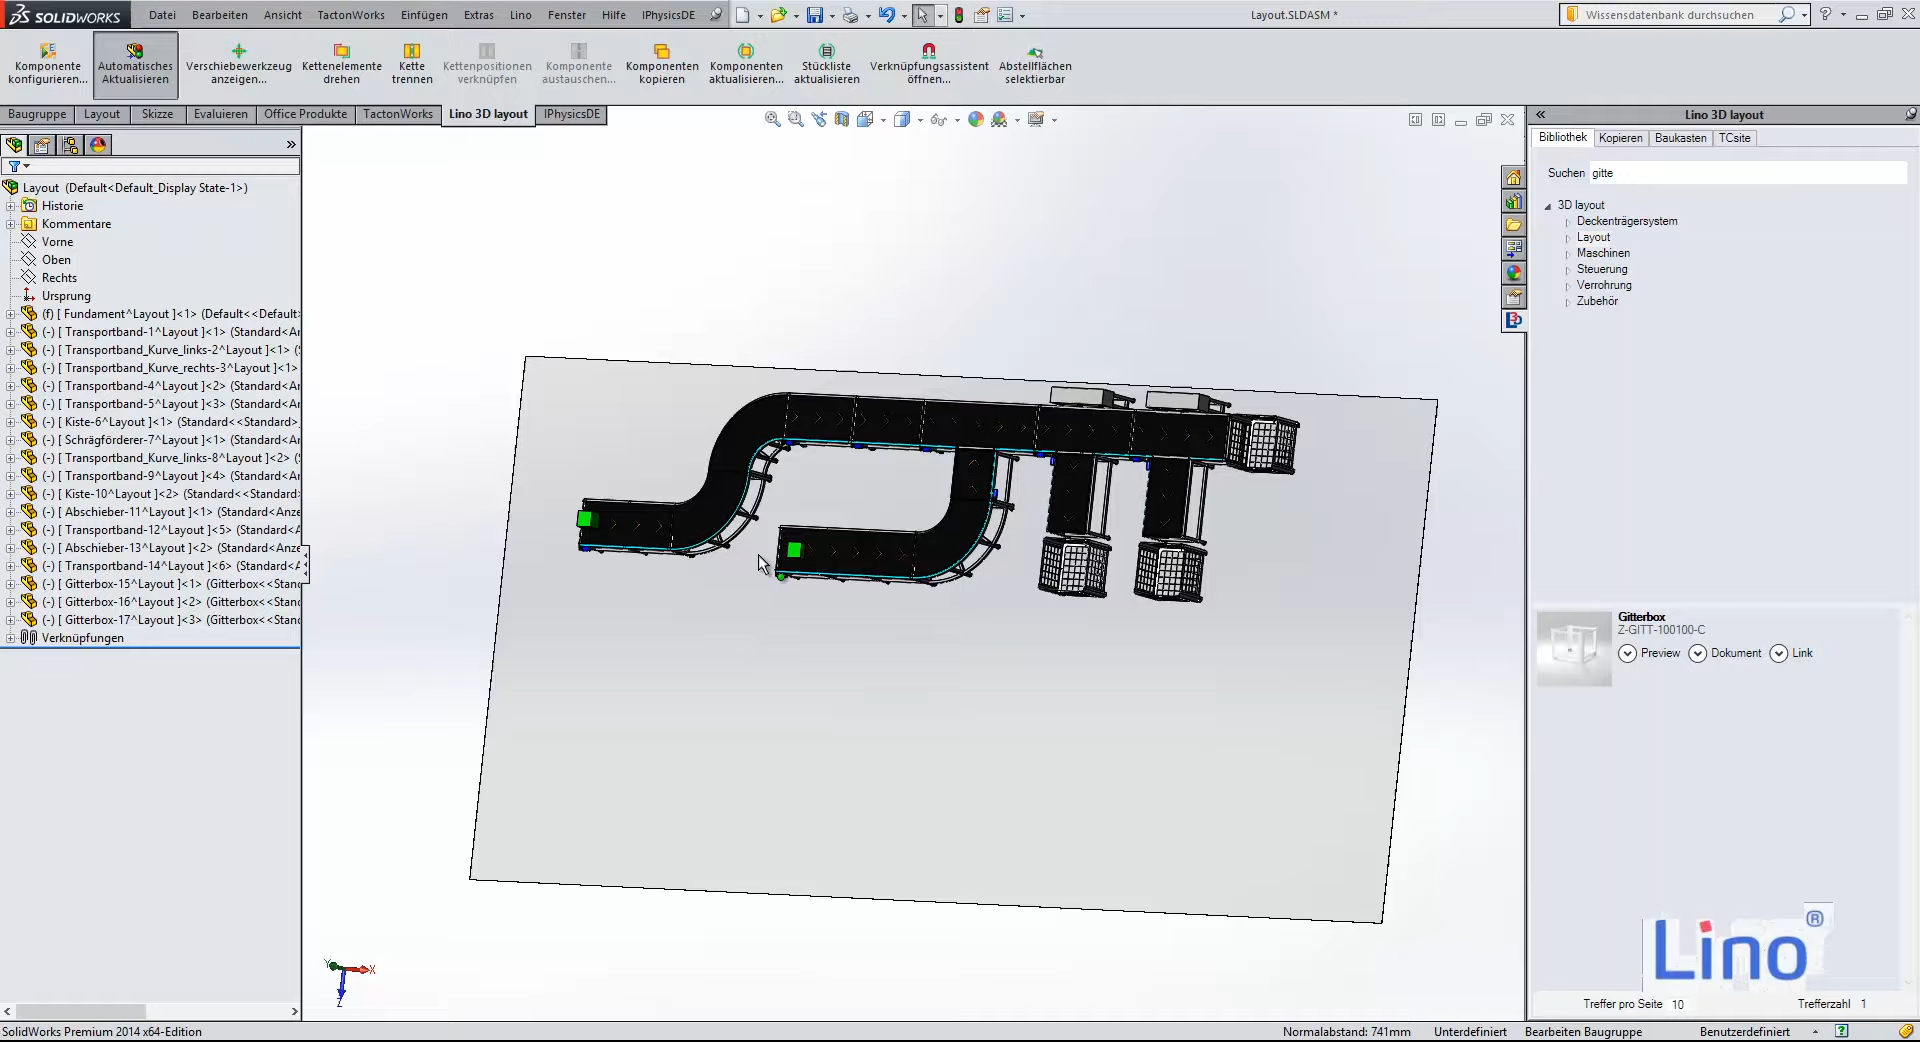 SOLIDWORKS Datei Bearbeiten Ansicht TactonWorks Einfügen Extras Lino Fenster Hilfe IPhysicsDE Layout.SLDASM * Wissensdatenbank durchsuchen
Komponente konfigurieren...
Automatisches Aktualisieren
Verschiebewerkzeug anzeigen...
Kettenelemente drehen
Kette trennen
Kettenpositionen verknüpfen
Komponente austauschen...
Komponenten kopieren
Komponenten aktualisieren...
Stückliste aktualisieren
Verknüpfungsassistent öffnen...
Abstellflächen selektierbar
Baugruppe Layout Skizze Evaluieren Office Produkte TactonWorks Lino 3D layout IPhysicsDE
Layout (Default<Default_Display State-1>)
Historie
Kommentare
Vorne
Oben
Rechts
Ursprung
(f) [ Fundament^Layout ]<1> (Default<<Default>
(-) [ Transportband-1^Layout ]<1> (Standard<Ar
(-) [ Transportband_Kurve_links-2^Layout ]<1> (S
(-) [ Transportband_Kurve_rechts-3^Layout ]<1>
(-) [ Transportband-4^Layout ]<2> (Standard<Ar
(-) [ Transportband-5^Layout ]<3> (Standard<Ar
(-) [ Kiste-6^Layout ]<1> (Standard<<Standard>
(-) [ Schrägförderer-7^Layout ]<1> (Standard<Ar
(-) [ Transportband_Kurve_links-8^Layout ]<2> (S
(-) [ Transportband-9^Layout ]<4> (Standard<Ar
(-) [ Kiste-10^Layout ]<2> (Standard<<Standard>
(-) [ Abschieber-11^Layout ]<1> (Standard<Anze
(-) [ Transportband-12^Layout ]<5> (Standard<A
(-) [ Abschieber-13^Layout ]<2> (Standard<Anze
(-) [ Transportband-14^Layout ]<6> (Standard<A
(-) [ Gitterbox-15^Layout ]<1> (Gitterbox<<Stand
(-) [ Gitterbox-16^Layout ]<2> (Gitterbox<<Stand
(-) [ Gitterbox-17^Layout ]<3> (Gitterbox<<Stand
Verknüpfungen
Y X
Z
Lino 3D layout
Bibliothek Kopieren Baukasten TCsite
Suchen gitte
3D layout
Deckenträgersystem
Layout
Maschinen
Steuerung
Verrohrung
Zubehör
Gitterbox
Z-GITT-100100-C
Preview Dokument Link
Lino®
Treffer pro Seite 10 Trefferzahl 1
SolidWorks Premium 2014 x64-Edition Normalabstand: 741mm Unterdefiniert Bearbeiten Baugruppe Benutzerdefiniert